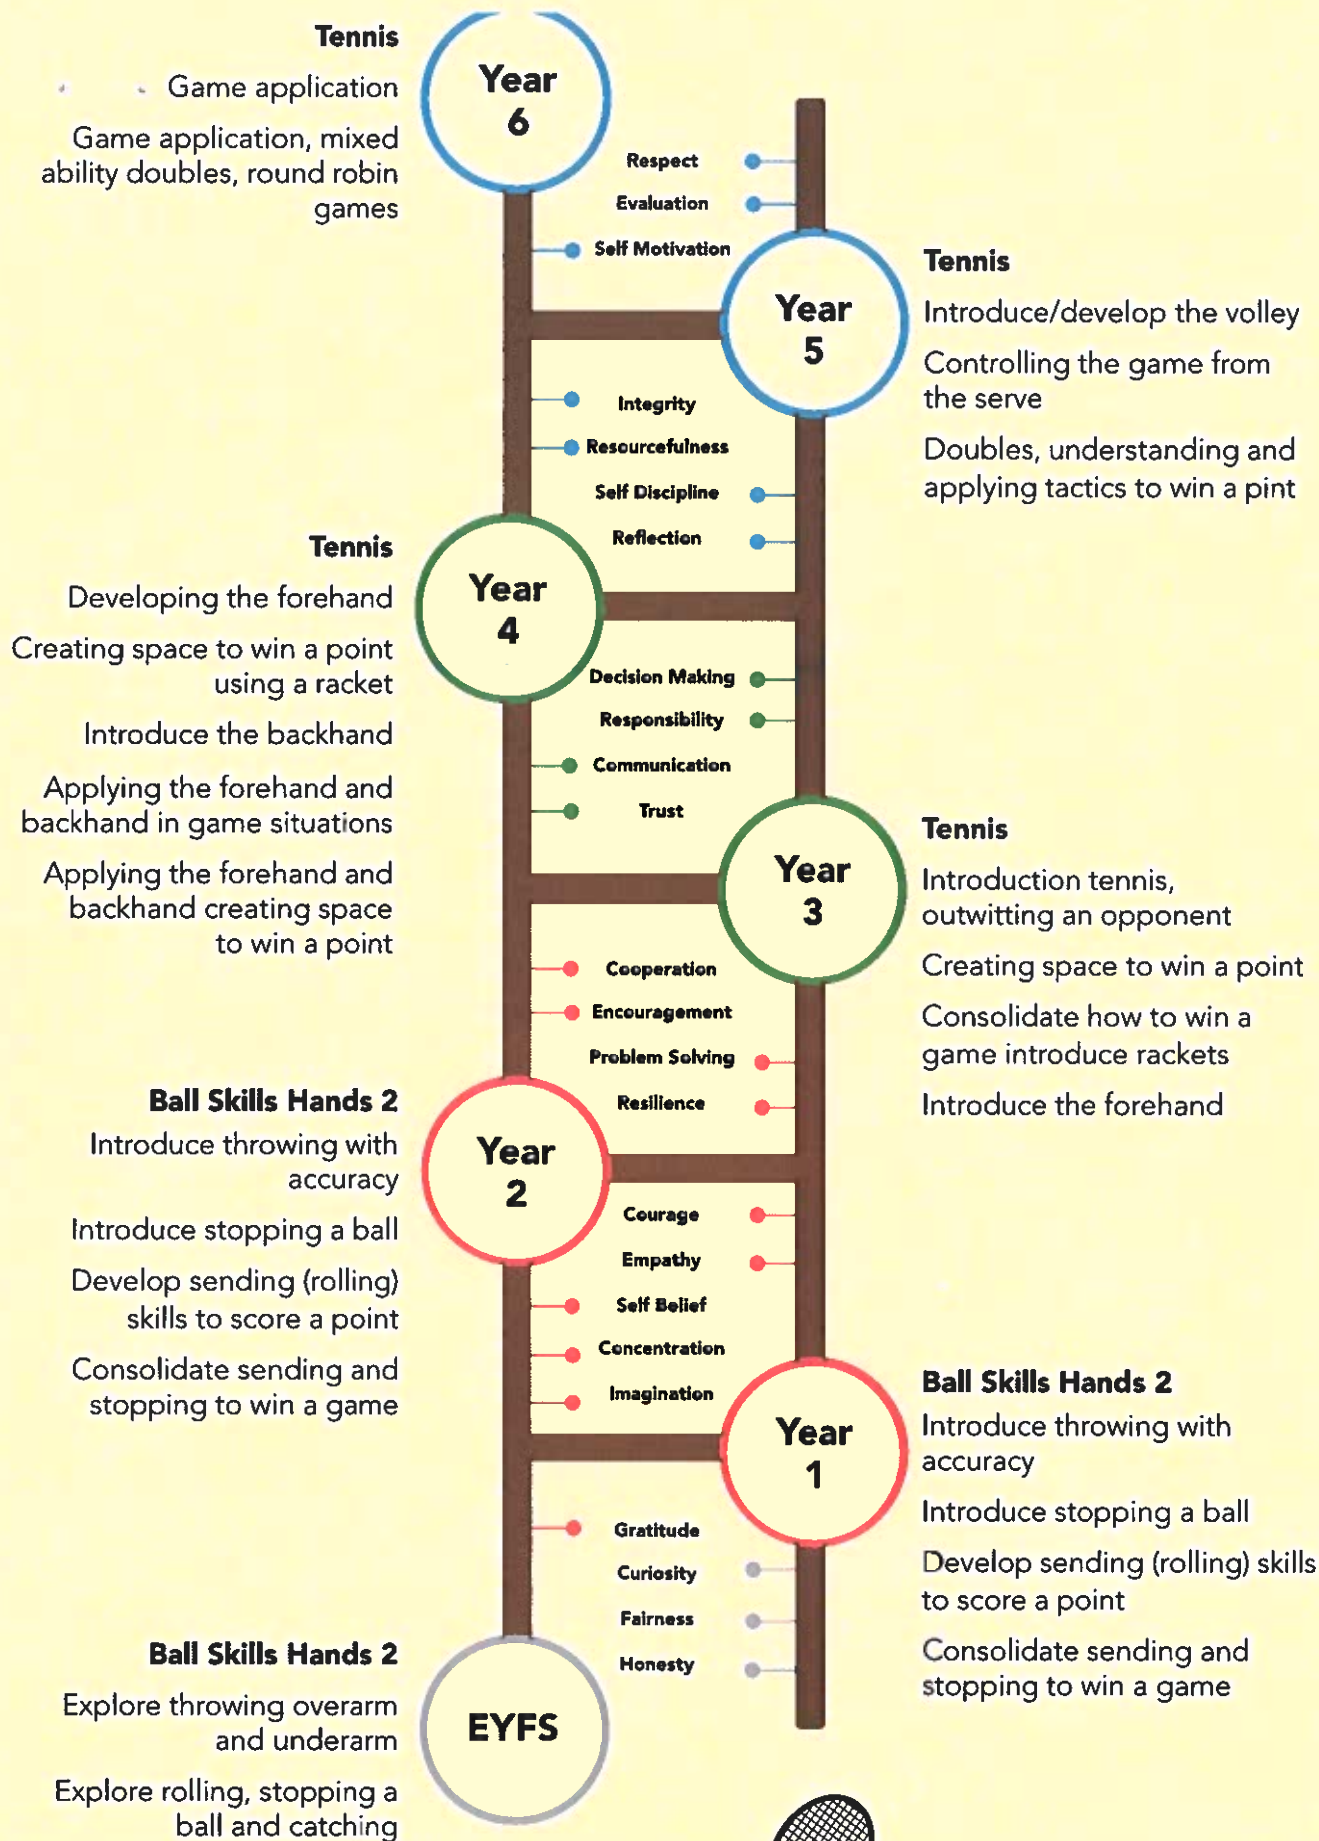 Tennis
Game application
Game application, mixed
ability doubles, round robin
games
Year
6
Respect
Evaluation
Self Motivation
Year
5
Tennis
Introduce/develop the volley
Controlling the game from
the serve
Doubles, understanding and
applying tactics to win a pint
Integrity
Resourcefulness
Self Discipline
Reflection
Tennis
Developing the forehand
Creating space to win a point
using a racket
Introduce the backhand
Applying the forehand and
backhand in game situations
Applying the forehand and
backhand creating space
to win a point
Year
4
Decision Making
Responsibility
Communication
Trust
Year
3
Tennis
Introduction tennis,
outwitting an opponent
Creating space to win a point
Consolidate how to win a
game introduce rackets
Introduce the forehand
Cooperation
Encouragement
Problem Solving
Resilience
Ball Skills Hands 2
Introduce throwing with
accuracy
Introduce stopping a ball
Develop sending (rolling)
skills to score a point
Consolidate sending and
stopping to win a game
Year
2
Courage
Empathy
Self Belief
Concentration
Imagination
Year
1
Ball Skills Hands 2
Introduce throwing with
accuracy
Introduce stopping a ball
Develop sending (rolling) skills
to score a point
Consolidate sending and
stopping to win a game
Gratitude
Curiosity
Fairness
Honesty
Ball Skills Hands 2
Explore throwing overarm
and underarm
Explore rolling, stopping a
ball and catching
EYFS